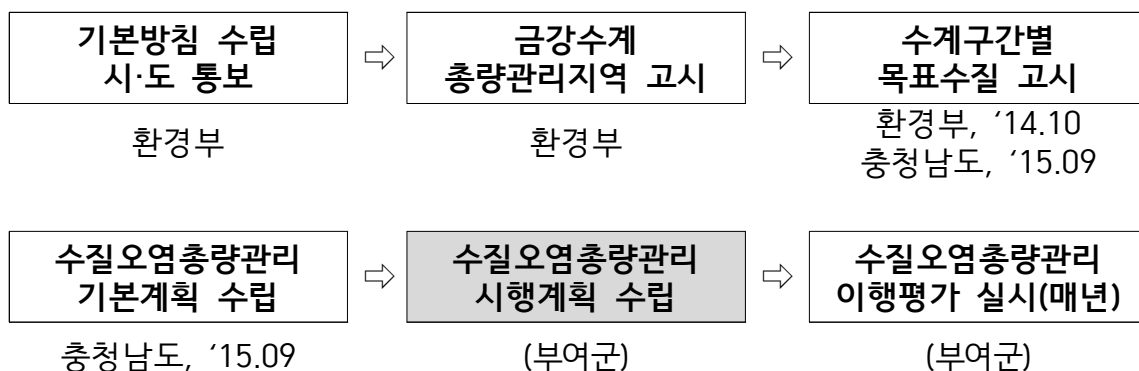 기본방침 수립
시·도 통보
⇨
금강수계
총량관리지역 고시
⇨
수계구간별
목표수질 고시
환경부
환경부
환경부, ‘14.10
충청남도, ‘15.09
수질오염총량관리
기본계획 수립
⇨
수질오염총량관리
시행계획 수립
⇨
수질오염총량관리
이행평가 실시(매년)
충청남도, ‘15.09
(부여군)
(부여군)